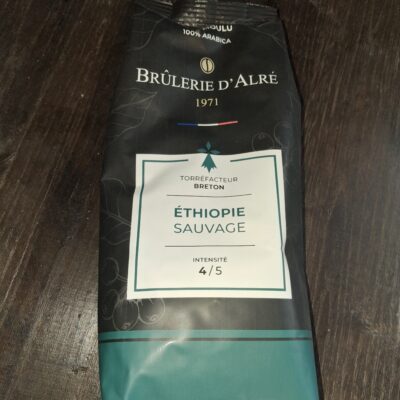 100% ARABICA
BRÛLERIE D'ALRÉ
1971
TORRÉFACTEUR
BRETON
ÉTHIOPIE
SAUVAGE
INTENSITÉ
4/5